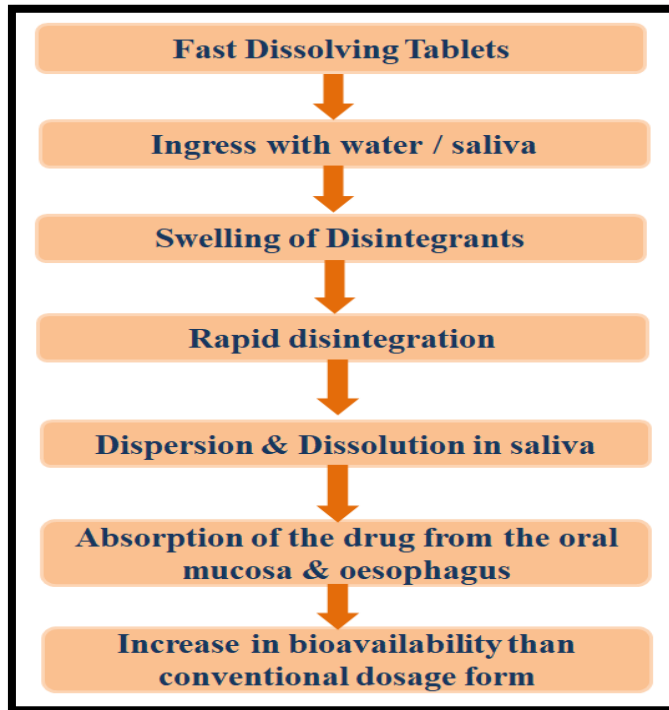 Fast Dissolving Tablets
Ingress with water / saliva
Swelling of Disintegrants
Rapid disintegration
Dispersion & Dissolution in saliva
Absorption of the drug from the oral
mucosa & oesophagus
Increase in bioavailability than
conventional dosage form